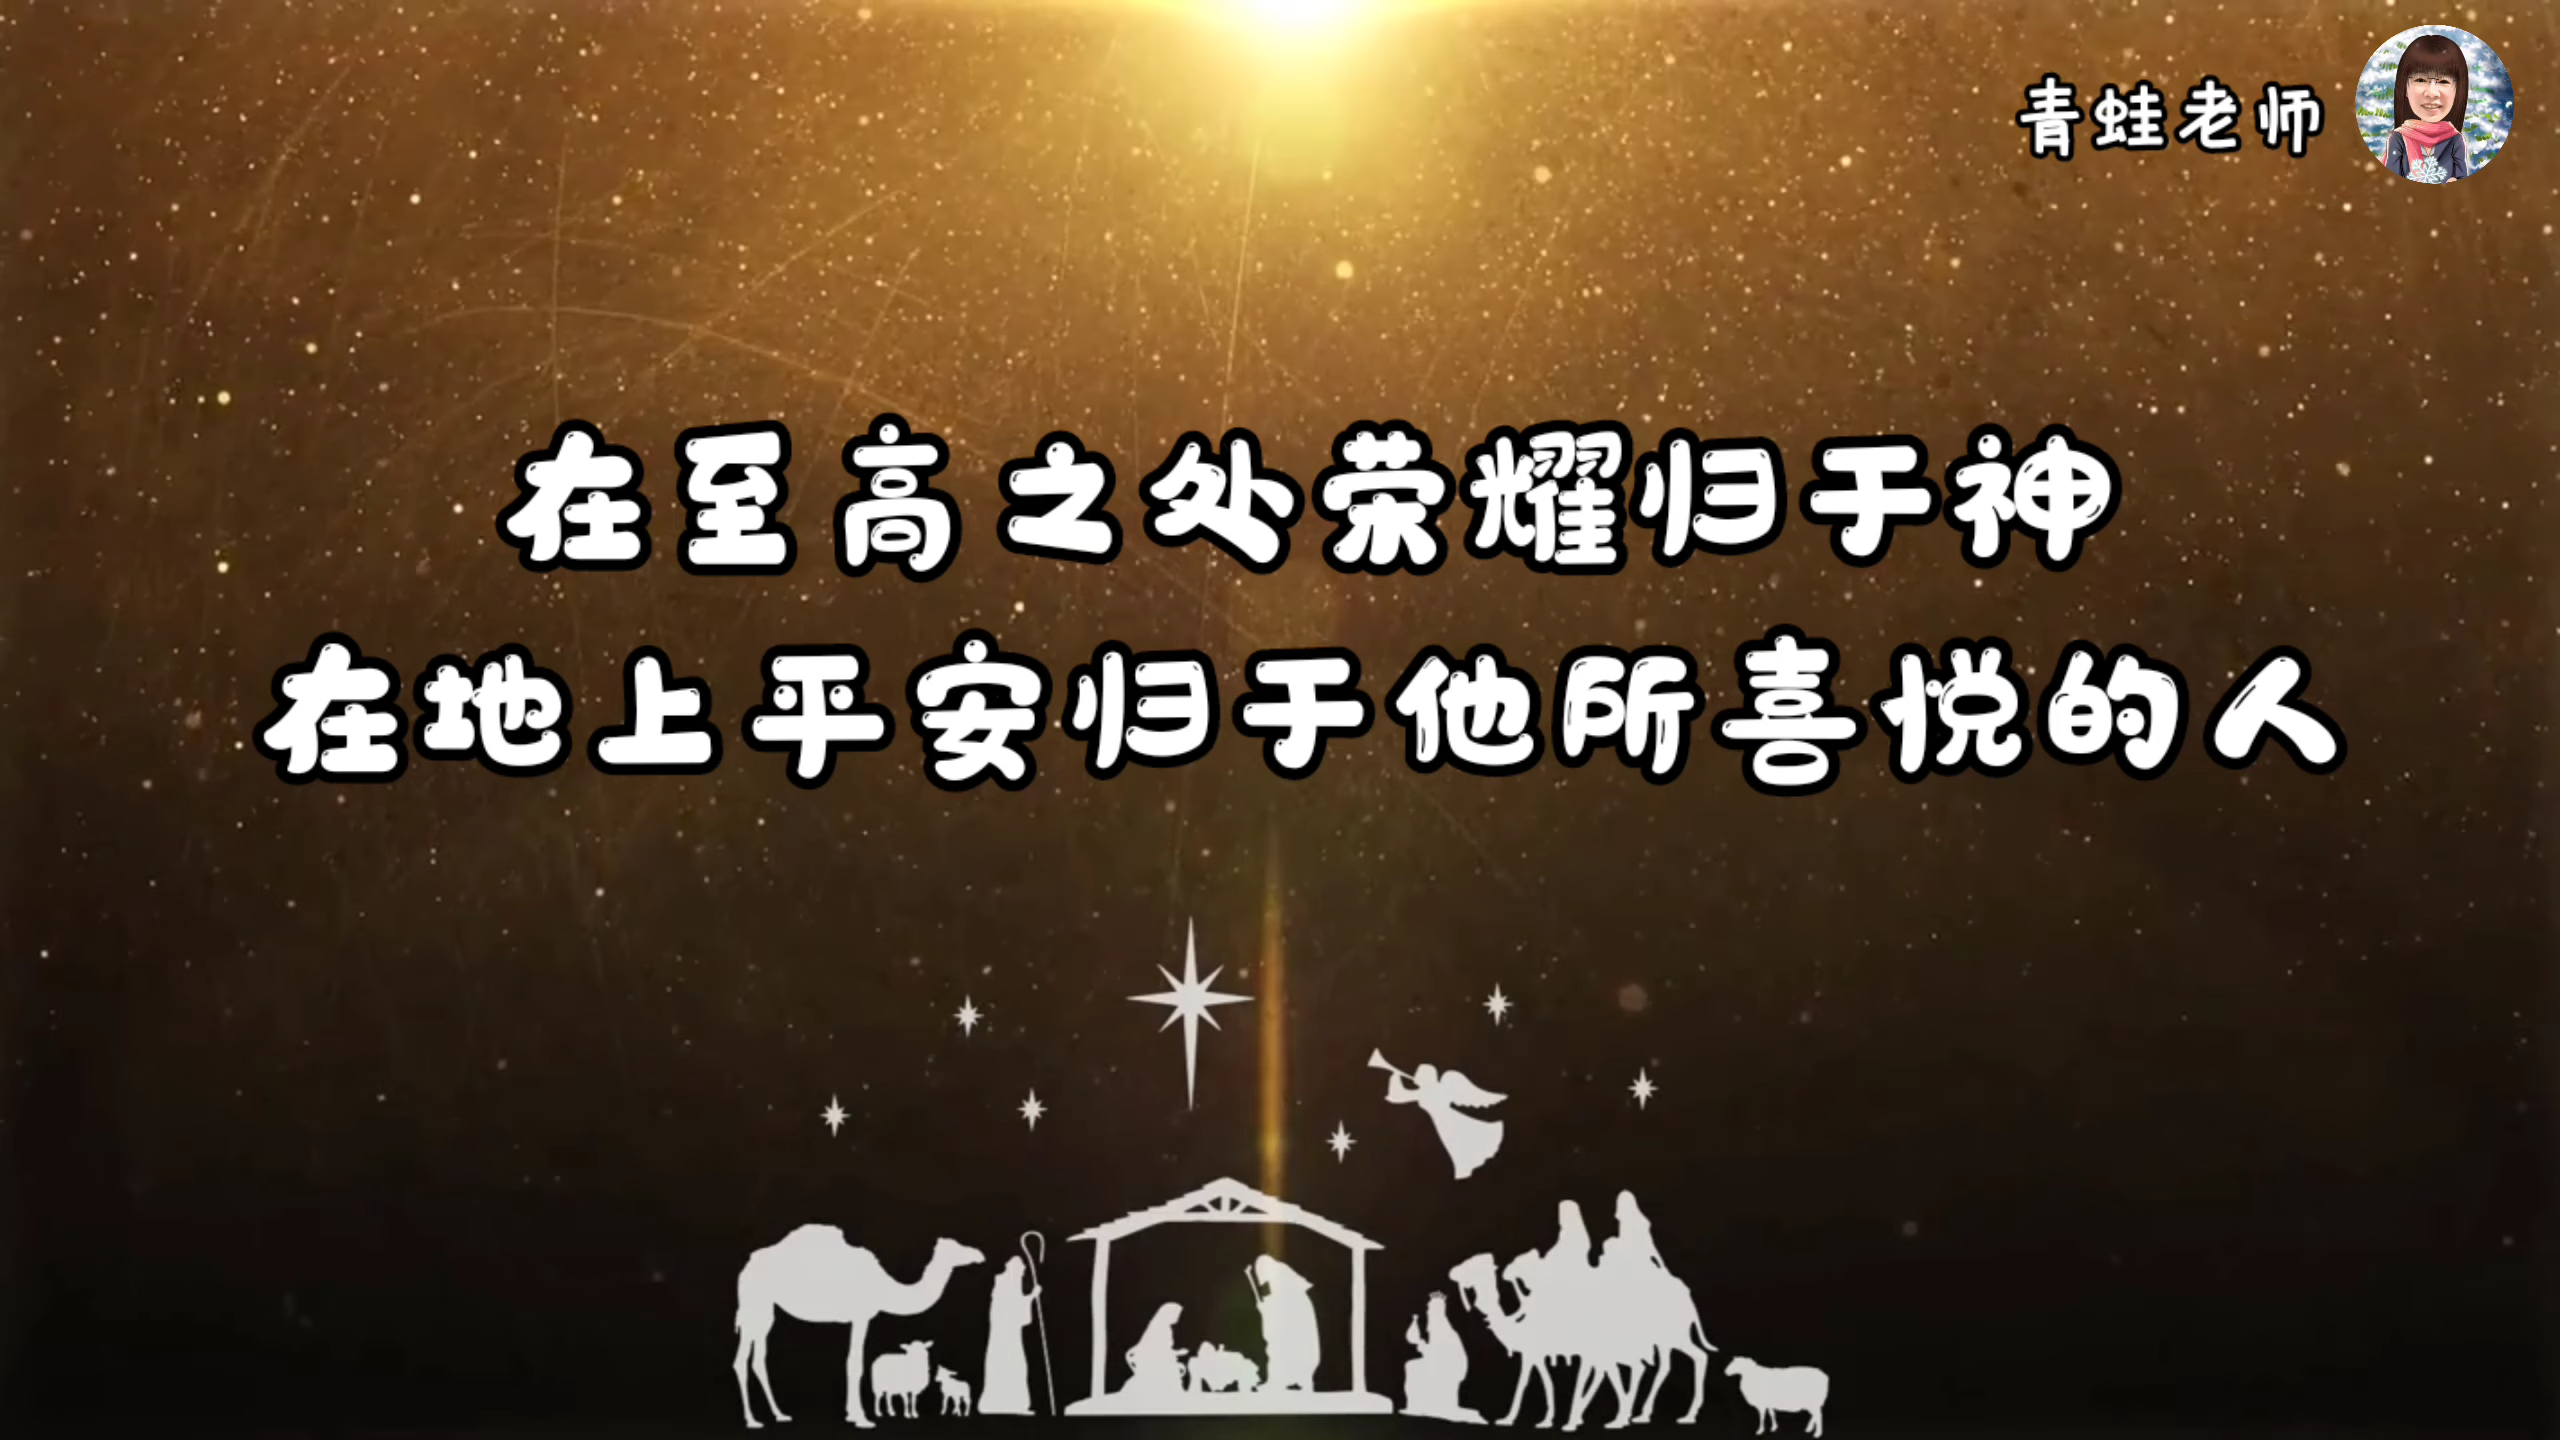 青蛙老师
在至高之处荣耀归于神
在地上平安归于他所喜悦的人